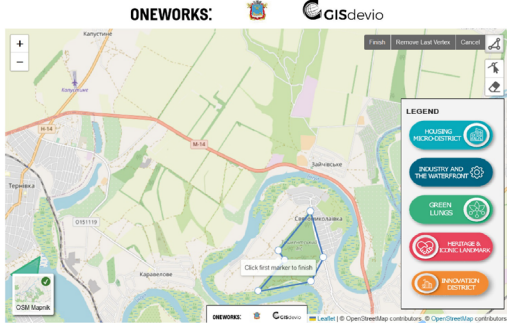 ONEWORKS:
GISdevio
+
−
Finish Remove Last Vertex Cancel
Капустине
M-14
M-14
Зайчівське
Тернівка
O151119
Каравелове
Click first marker to finish
LEGEND
HOUSING
MICRO-DISTRICT
INDUSTRY AND
THE WATERFRONT
GREEN
LUNGS
HERITAGE &
ICONIC LANDMARK
INNOVATION
DISTRICT
OSM Mapnik
ONEWORKS:
GISdevio
Leaflet | © OpenStreetMap contributors, © OpenStreetMap contributors